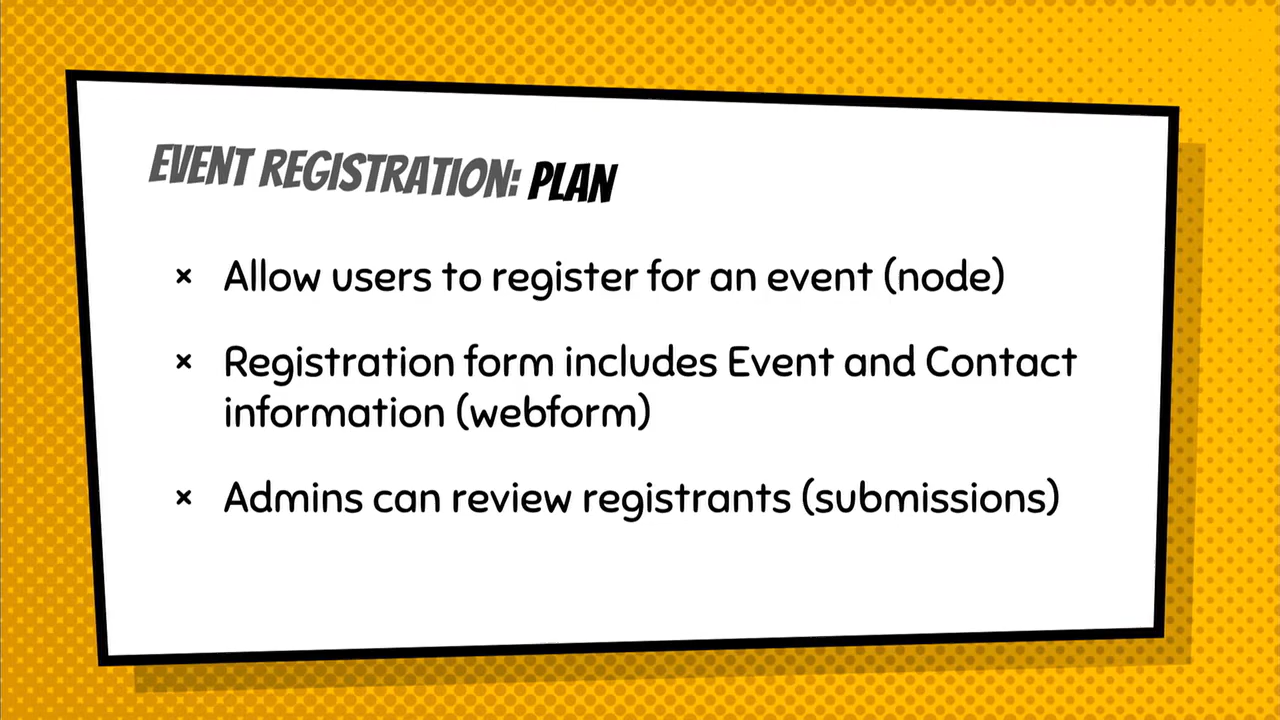 EVENT REGISTRATION: PLAN
× Allow users to register for an event (node)
× Registration form includes Event and Contact
information (webform)
× Admins can review registrants (submissions)